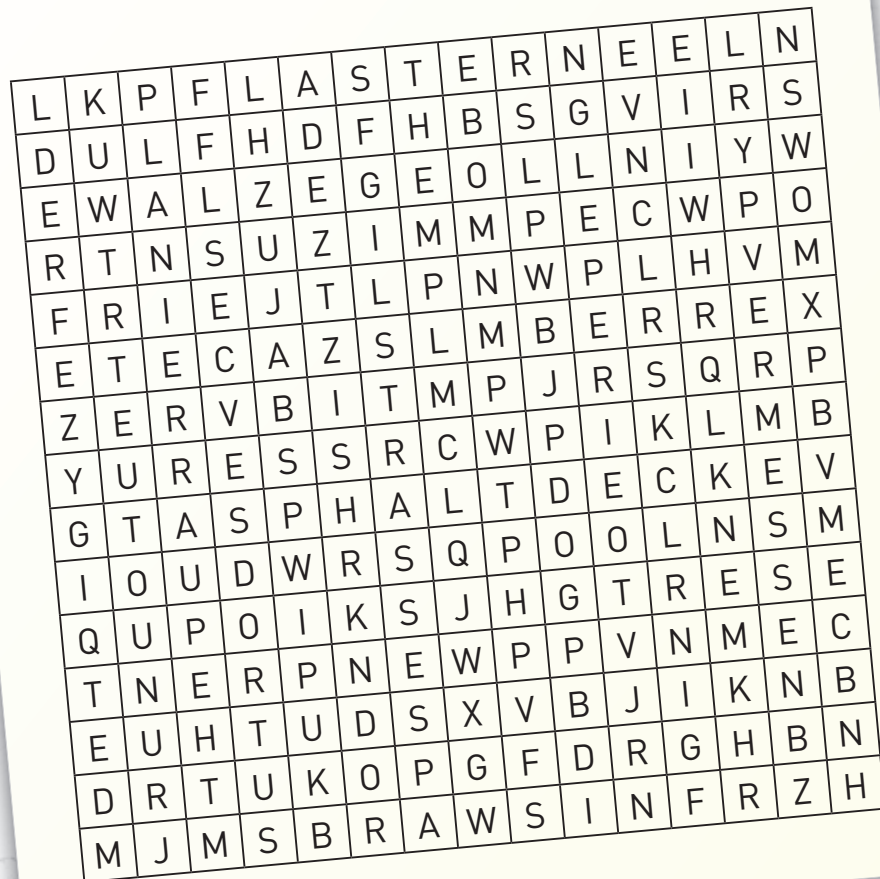 L K P F L A S T E R N E E L N
D U L F H D F H B S G V I R S
E W A L Z E G E O L L N I Y W
R T N S U Z I M M P E C W P O
F R I E J T L P N W P L H V M
E T E C A Z S L M B E R R E X
Z E R V B I T M P J R S Q R P
Y U R E S S R C W P I K L M B
G T A S P H A L T D E C K E V
I O U D W R S Q P O O L N S M
Q U P O I K S J H G T R E S E
T N E R P N E W P P V N M E C
E U H T U D S X V B J I K N B
D R T U K O P G F D R G H B N
M J M S B R A W S I N F R Z H